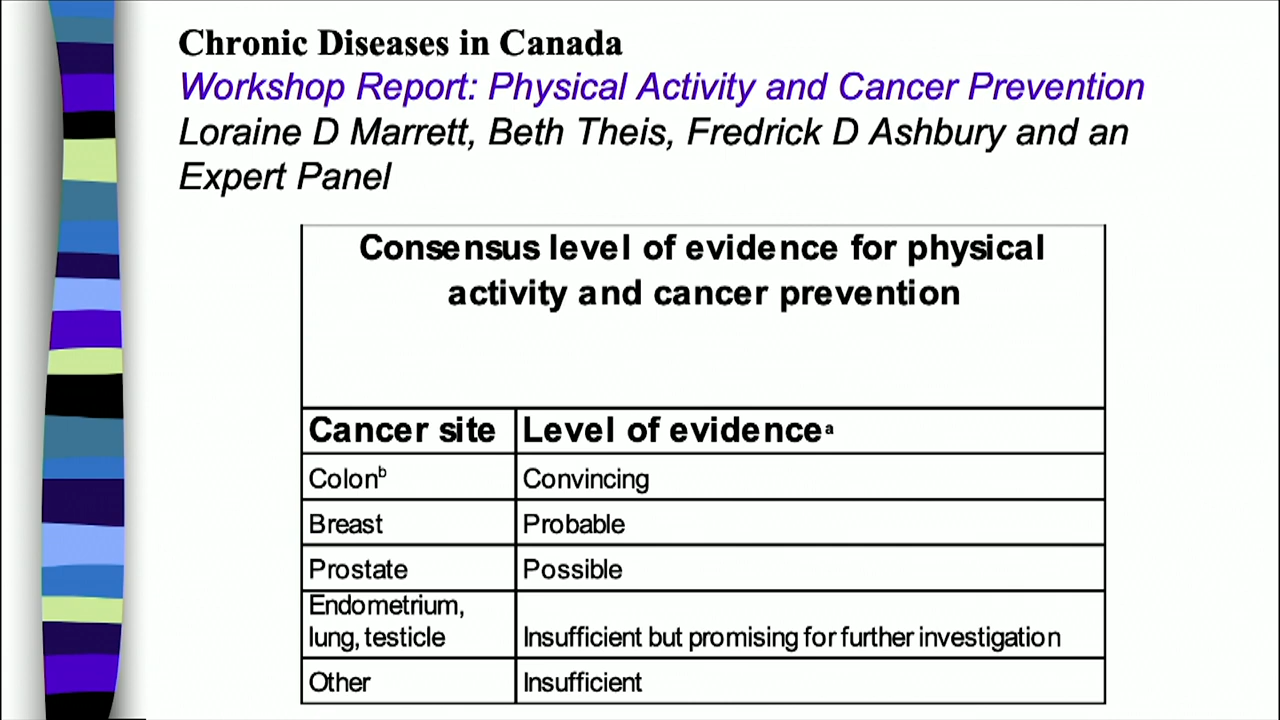 Chronic Diseases in Canada
Workshop Report: Physical Activity and Cancer Prevention
Loraine D Marrett, Beth Theis, Fredrick D Ashbury and an
Expert Panel
Consensus level of evidence for physical
activity and cancer prevention
Cancer site Level of evidenceᵃ
Colonᵇ Convincing
Breast Probable
Prostate Possible
Endometrium,
lung, testicle Insufficient but promising for further investigation
Other Insufficient